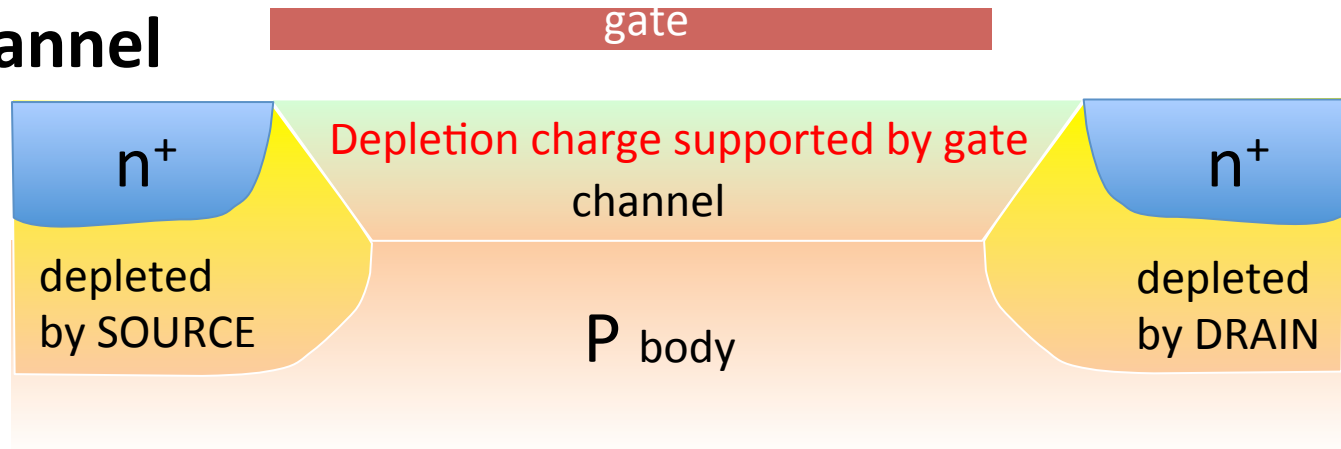 annel
gate
n⁺
n⁺
Depletion charge supported by gate
channel
depleted
by SOURCE
depleted
by DRAIN
P body